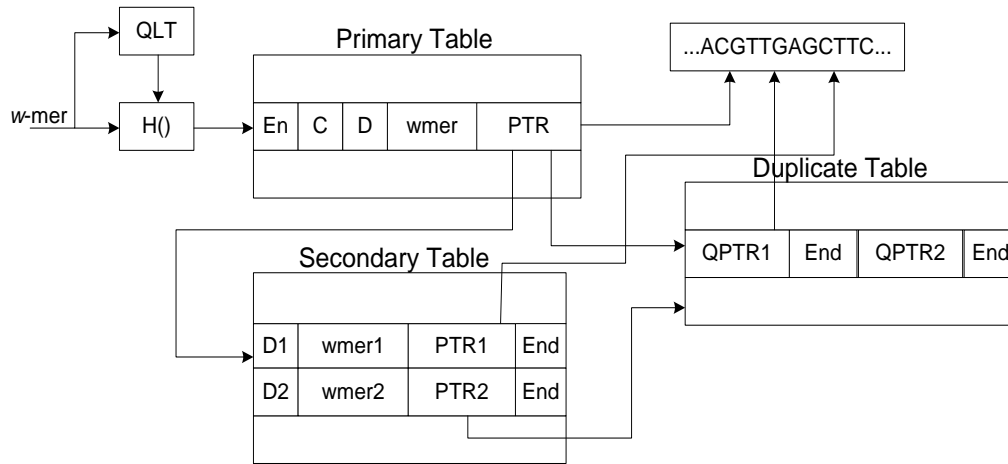 QLT
Primary Table
...ACGTTGAGCTTC...
w-mer
H()
En C D wmer PTR
Duplicate Table
QPTR1 End QPTR2 End
Secondary Table
D1 wmer1 PTR1 End
D2 wmer2 PTR2 End